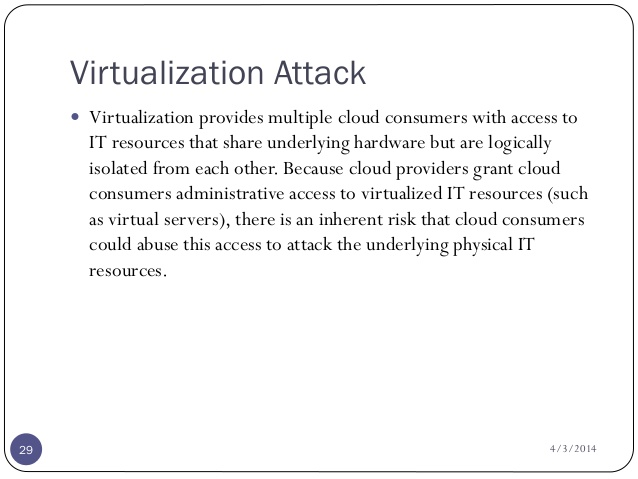 Virtualization Attack
• Virtualization provides multiple cloud consumers with access to
IT resources that share underlying hardware but are logically
isolated from each other. Because cloud providers grant cloud
consumers administrative access to virtualized IT resources (such
as virtual servers), there is an inherent risk that cloud consumers
could abuse this access to attack the underlying physical IT
resources.
29
4/3/2014